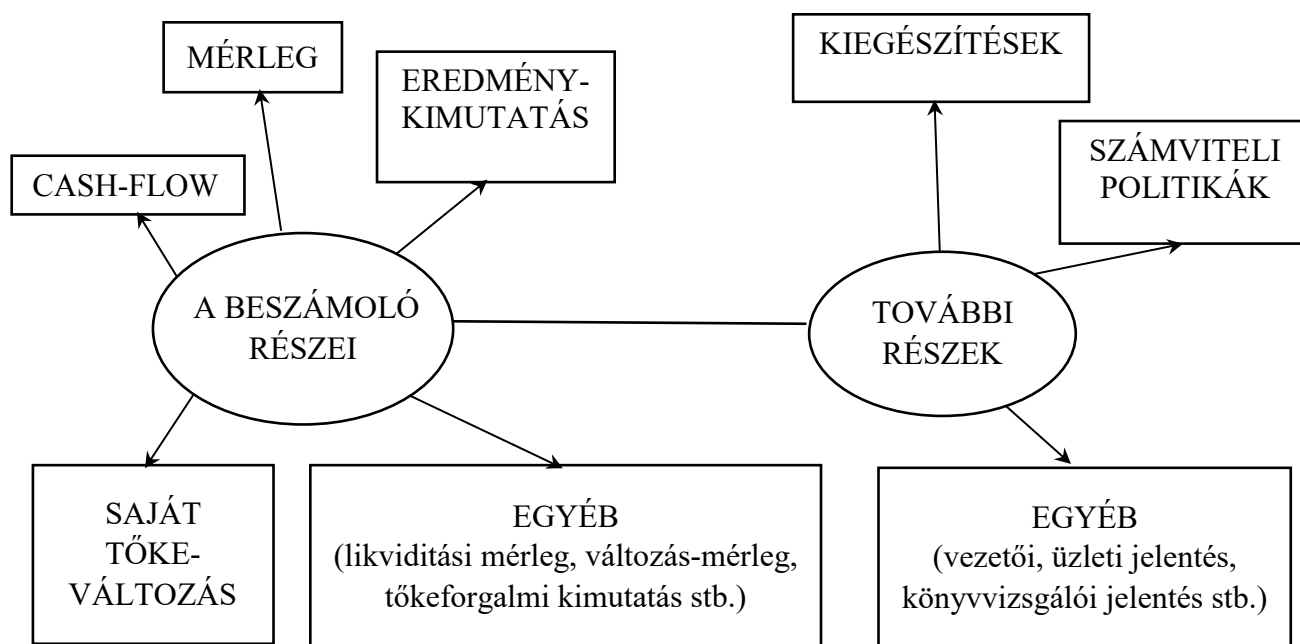 MÉRLEG
EREDMÉNY-
KIMUTATÁS
CASH-FLOW
A BESZÁMOLÓ
RÉSZEI
SAJÁT
TŐKE-
VÁLTOZÁS
EGYÉB
(likviditási mérleg, változás-mérleg,
tőkeforgalmi kimutatás stb.)
KIEGÉSZÍTÉSEK
SZÁMVITELI
POLITIKÁK
TOVÁBBI
RÉSZEK
EGYÉB
(vezetői, üzleti jelentés,
könyvvizsgálói jelentés stb.)